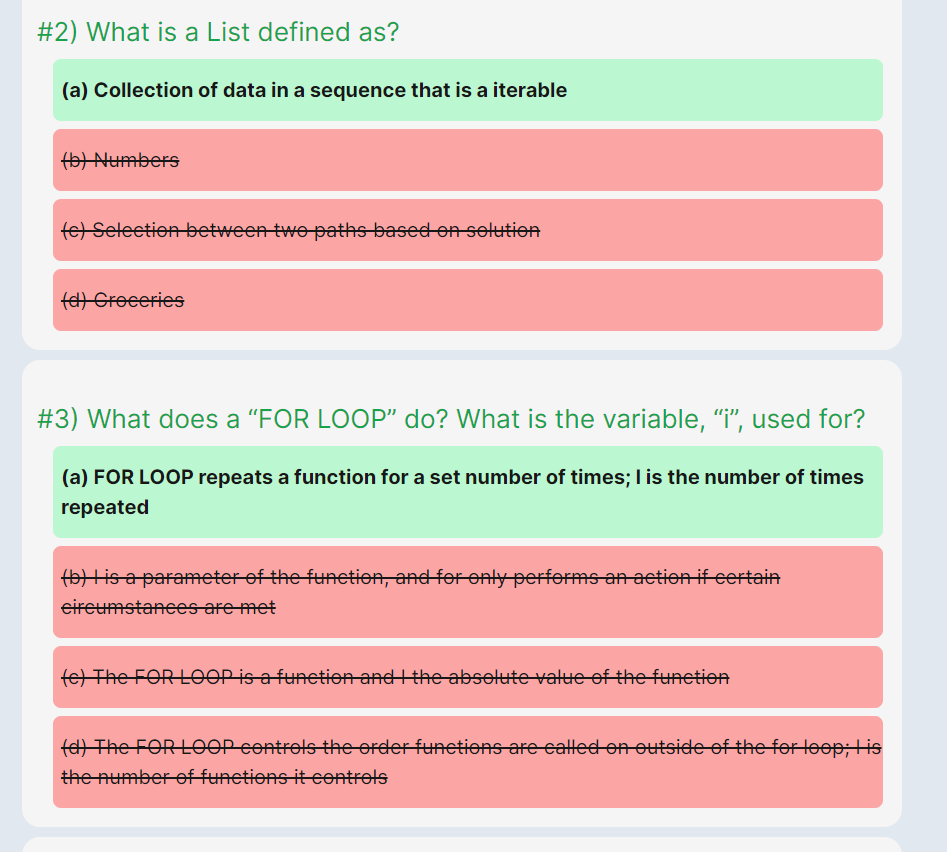 #2) What is a List defined as?
(a) Collection of data in a sequence that is a iterable
(b) Numbers
(c) Selection between two paths based on solution
(d) Groceries
#3) What does a “FOR LOOP” do? What is the variable, “i”, used for?
(a) FOR LOOP repeats a function for a set number of times; I is the number of times
repeated
(b) I is a parameter of the function, and for only performs an action if certain
circumstances are met
(c) The FOR LOOP is a function and I the absolute value of the function
(d) The FOR LOOP controls the order functions are called on outside of the for loop; I is
the number of functions it controls